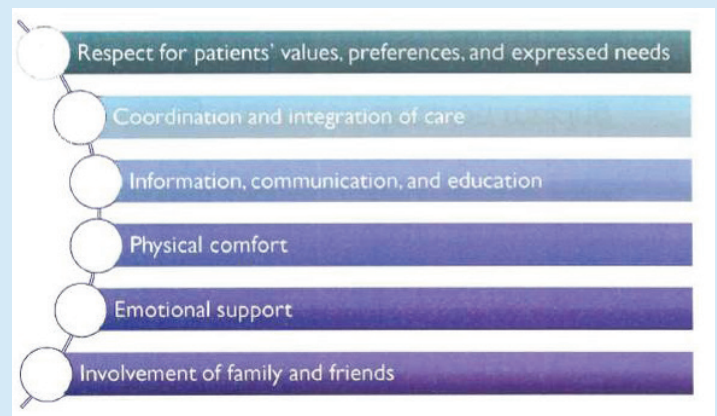 Respect for patients' values, preferences, and expressed needs
Coordination and integration of care
Information, communication, and education
Physical comfort
Emotional support
Involvement of family and friends